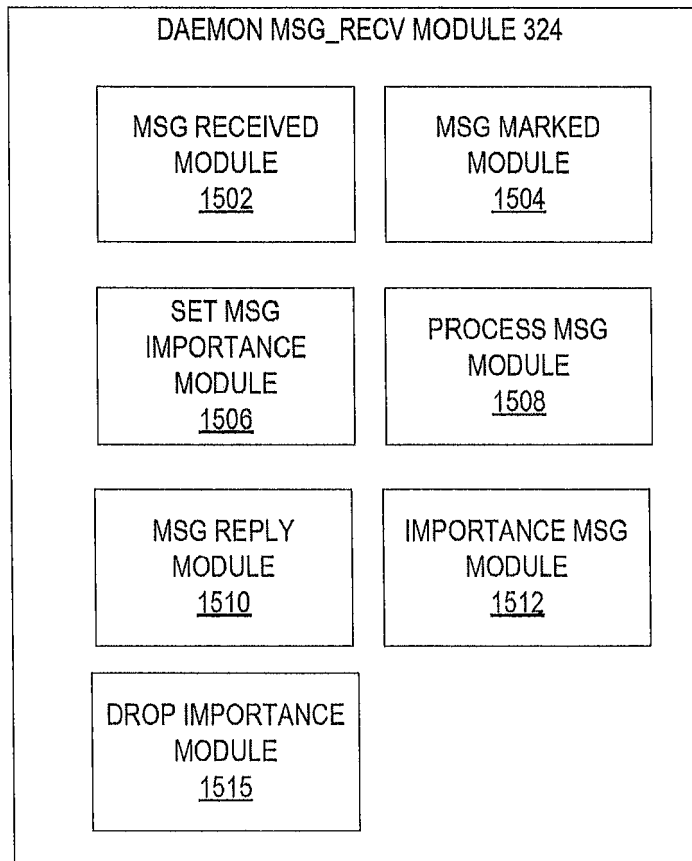 DAEMON MSG_RECV MODULE 324
MSG RECEIVED
MODULE
1502
MSG MARKED
MODULE
1504
SET MSG
IMPORTANCE
MODULE
1506
PROCESS MSG
MODULE
1508
MSG REPLY
MODULE
1510
IMPORTANCE MSG
MODULE
1512
DROP IMPORTANCE
MODULE
1515